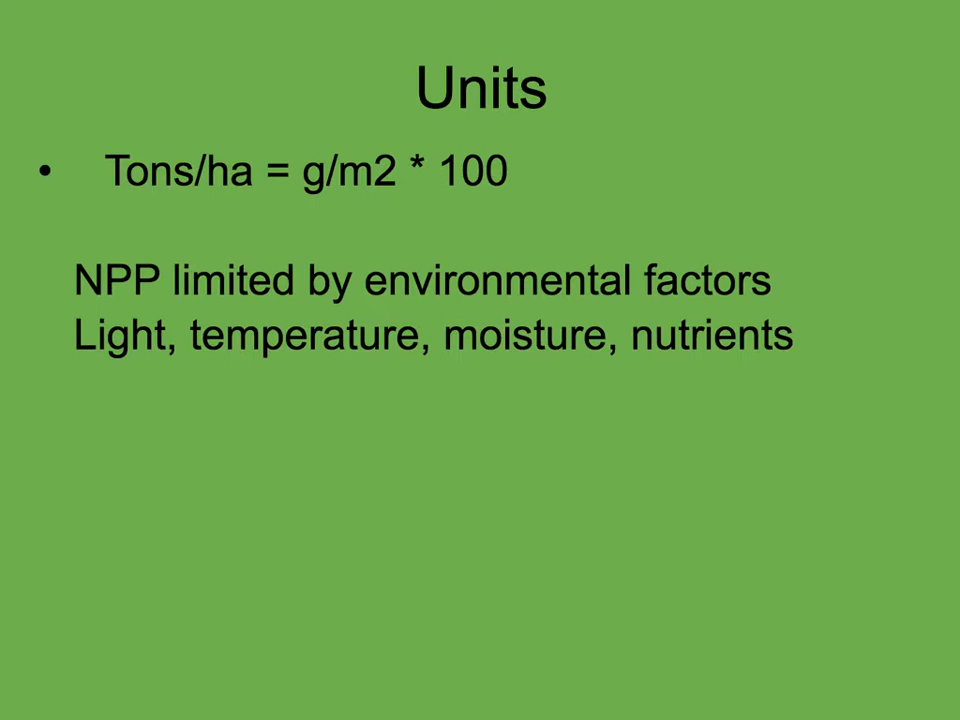 Units
• Tons/ha = g/m2 * 100
NPP limited by environmental factors
Light, temperature, moisture, nutrients